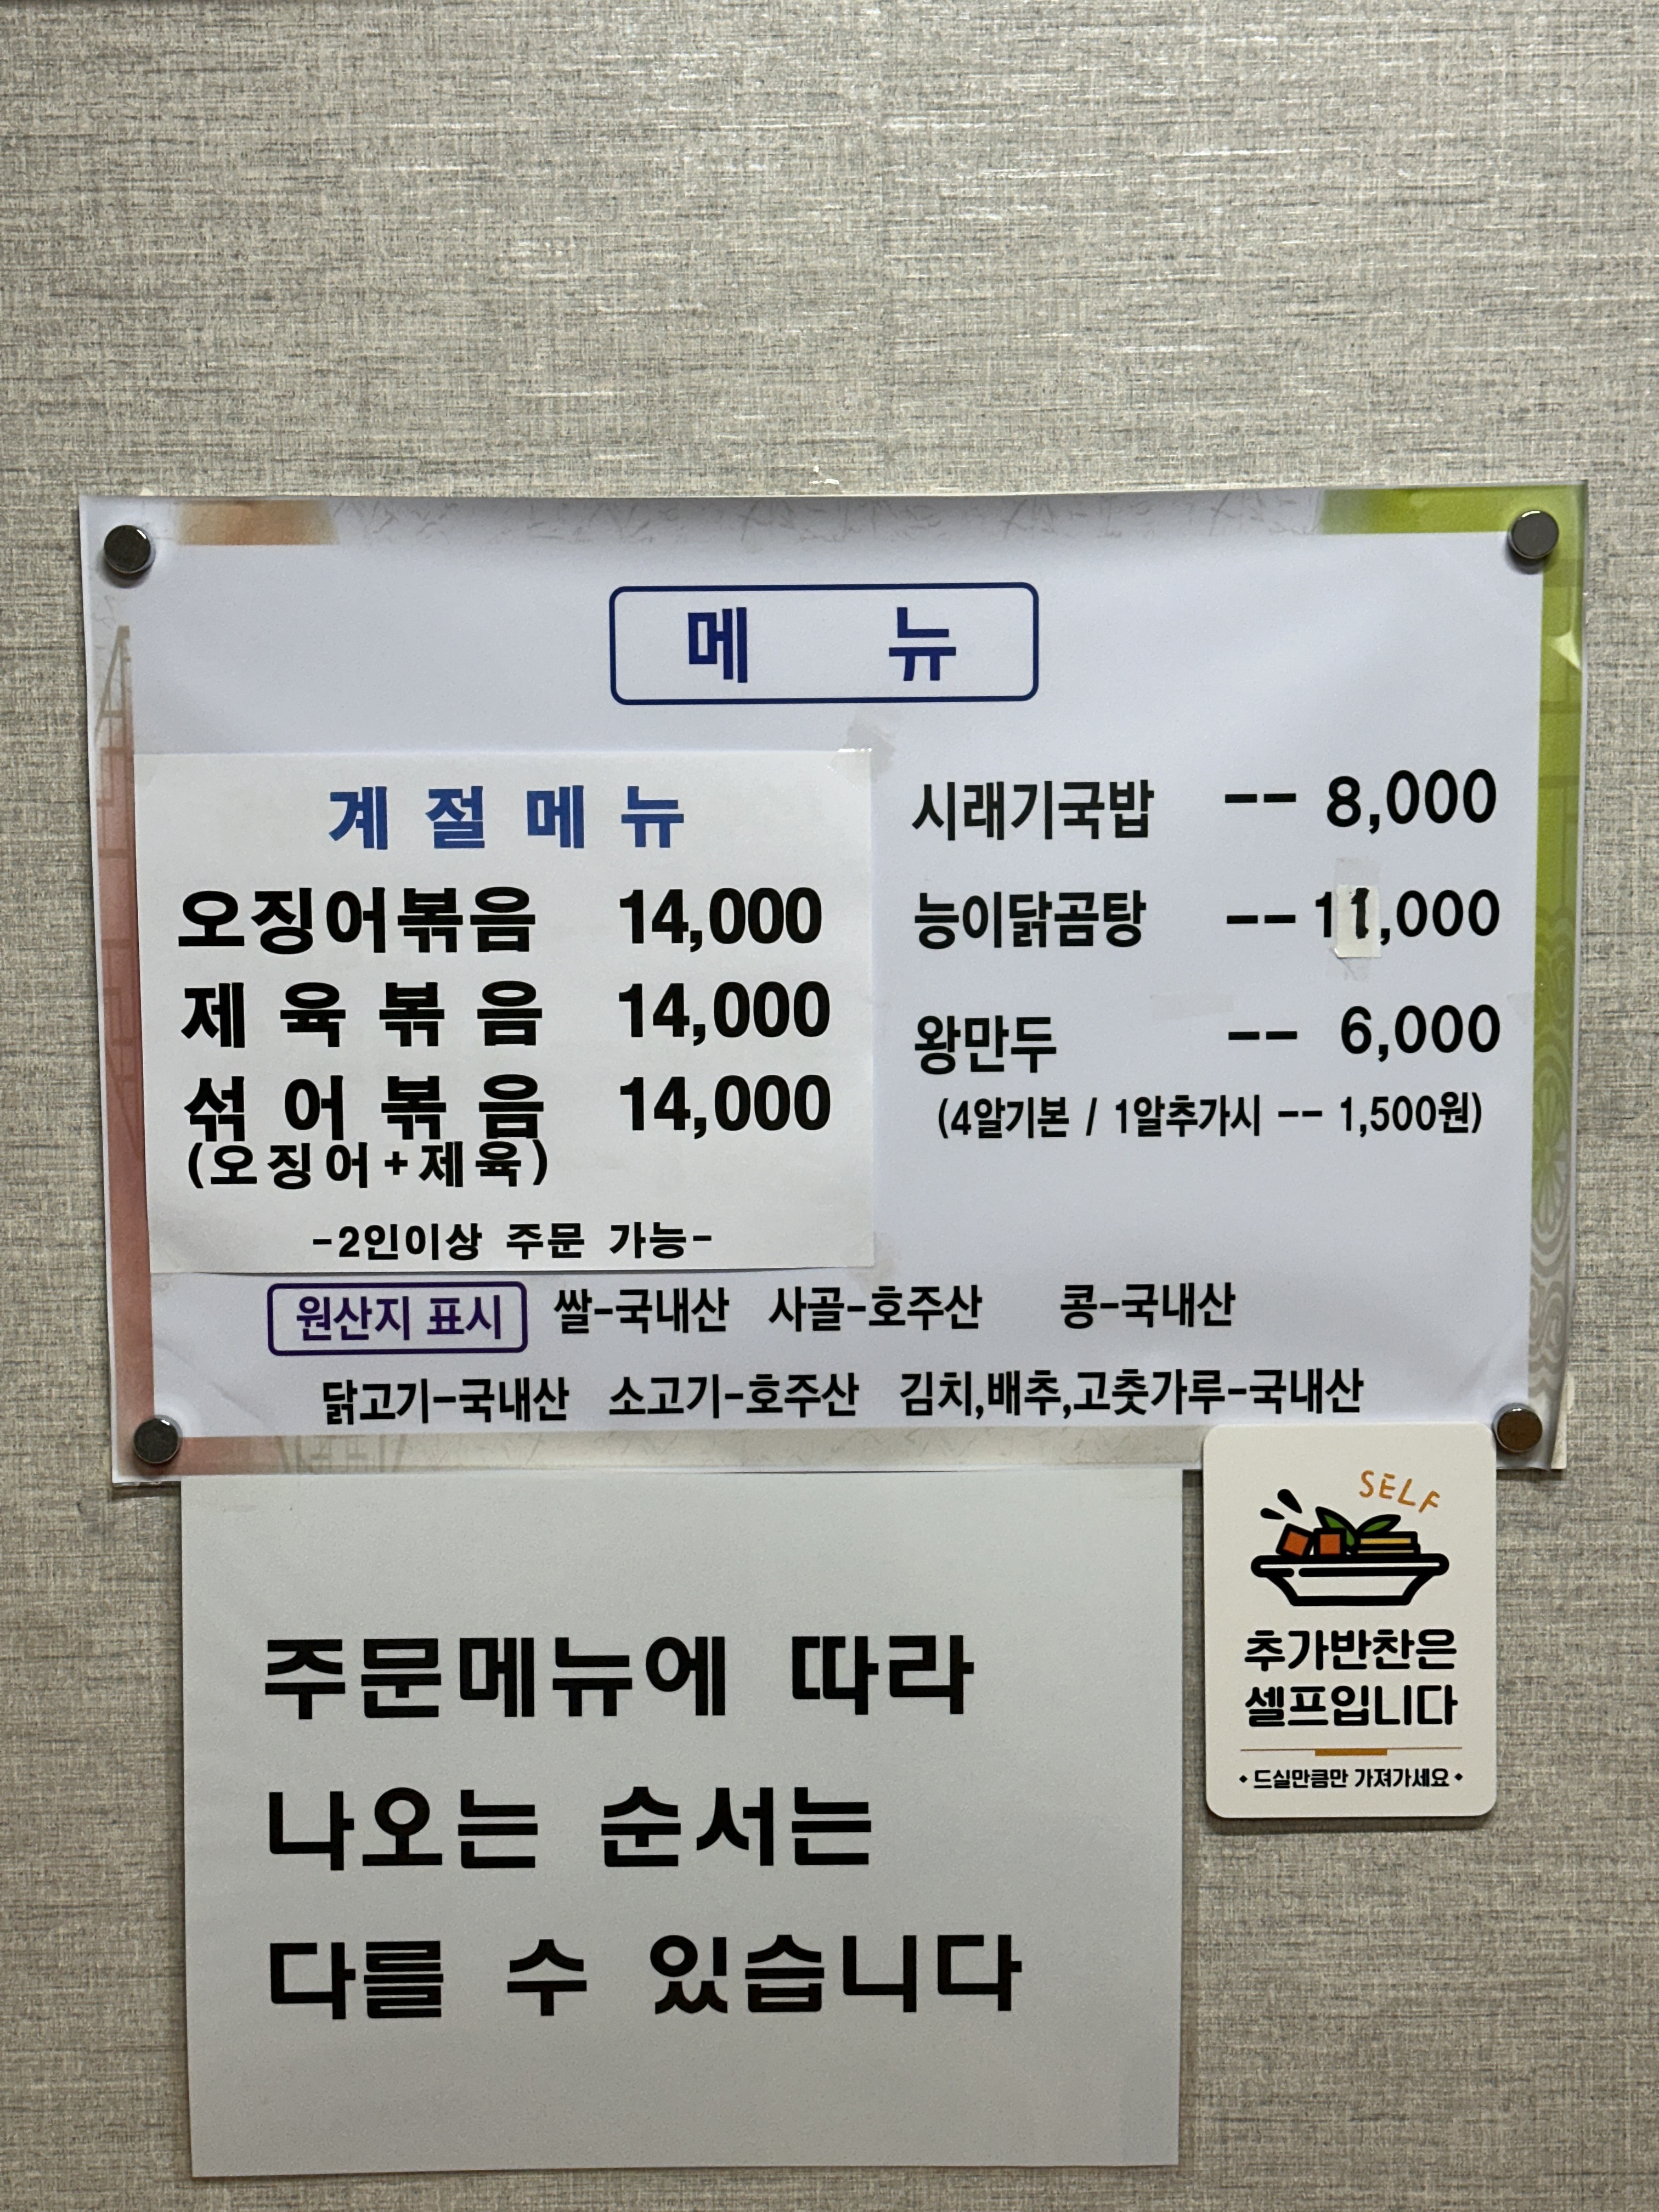 메 뉴
계절메뉴
오징어볶음 14,000
제육볶음 14,000
섞어볶음 14,000
(오징어+제육)
-2인이상 주문 가능-
시래기국밥 -- 8,000
능이닭곰탕 -- 11,000
왕만두 -- 6,000
(4알기본 / 1알추가시 -- 1,500원)
원산지 표시 쌀-국내산 사골-호주산 콩-국내산
닭고기-국내산 소고기-호주산 김치,배추,고춧가루-국내산
주문메뉴에 따라
나오는 순서는
다를 수 있습니다
SELF
추가반찬은
셀프입니다
• 드실만큼만 가져가세요 •